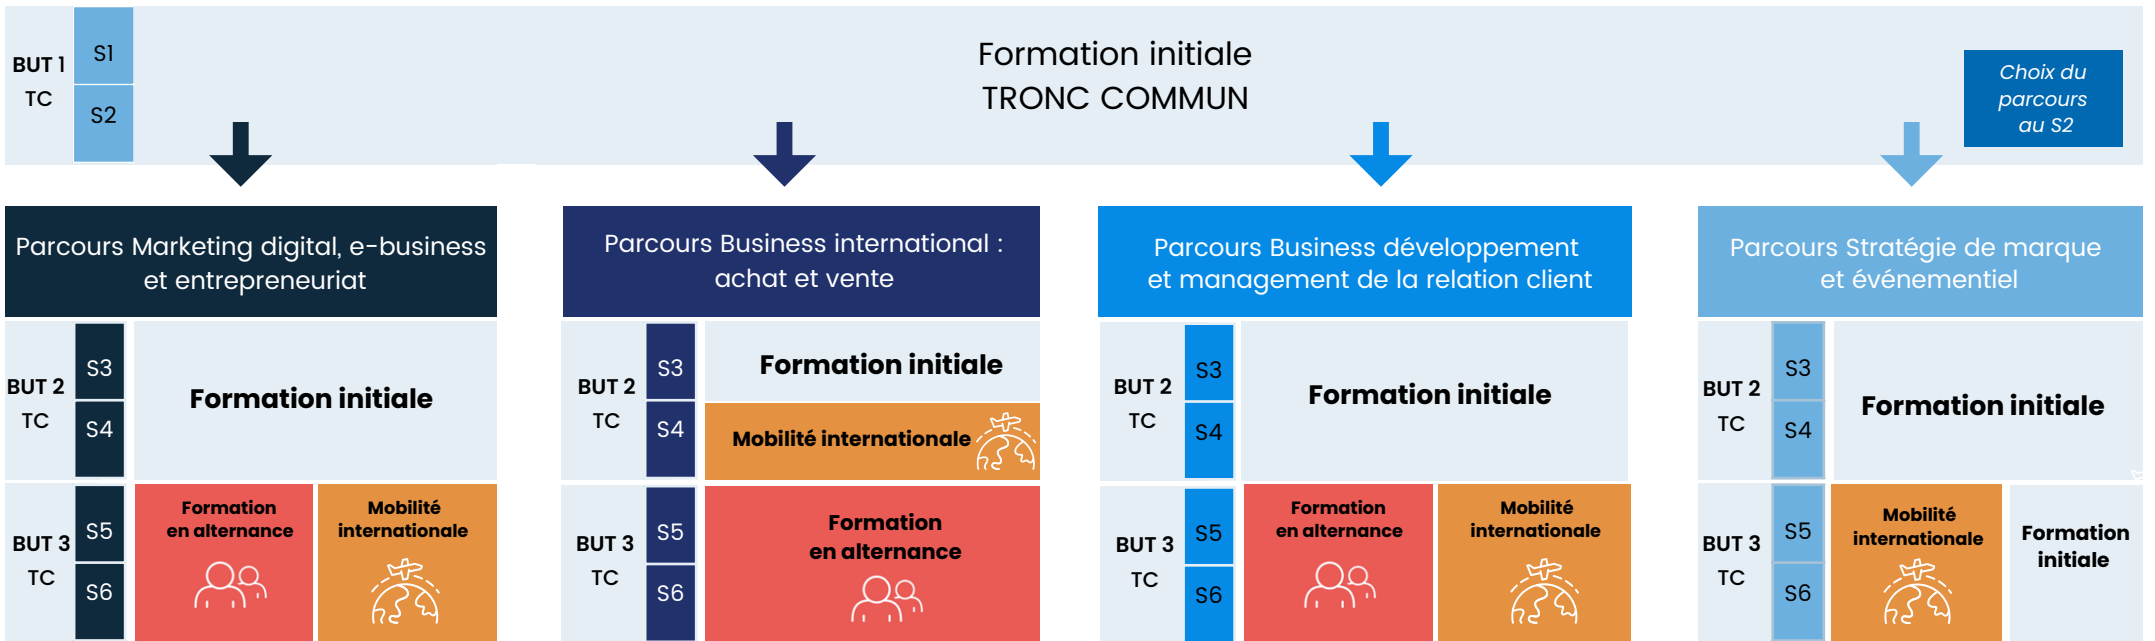 BUT 1
TC
S1
S2
Formation initiale
TRONC COMMUN
Choix du
parcours
au S2
Parcours Marketing digital, e-business
et entrepreneuriat
BUT 2
TC
S3
S4
Formation initiale
BUT 3
TC
S5
S6
Formation
en alternance
Mobilité
internationale
Parcours Business international :
achat et vente
BUT 2
TC
S3
S4
Formation initiale
Mobilité internationale
BUT 3
TC
S5
S6
Formation
en alternance
Parcours Business développement
et management de la relation client
BUT 2
TC
S3
S4
Formation initiale
BUT 3
TC
S5
S6
Formation
en alternance
Mobilité
internationale
Parcours Stratégie de marque
et événementiel
BUT 2
TC
S3
S4
Formation initiale
BUT 3
TC
S5
S6
Mobilité
internationale
Formation
initiale